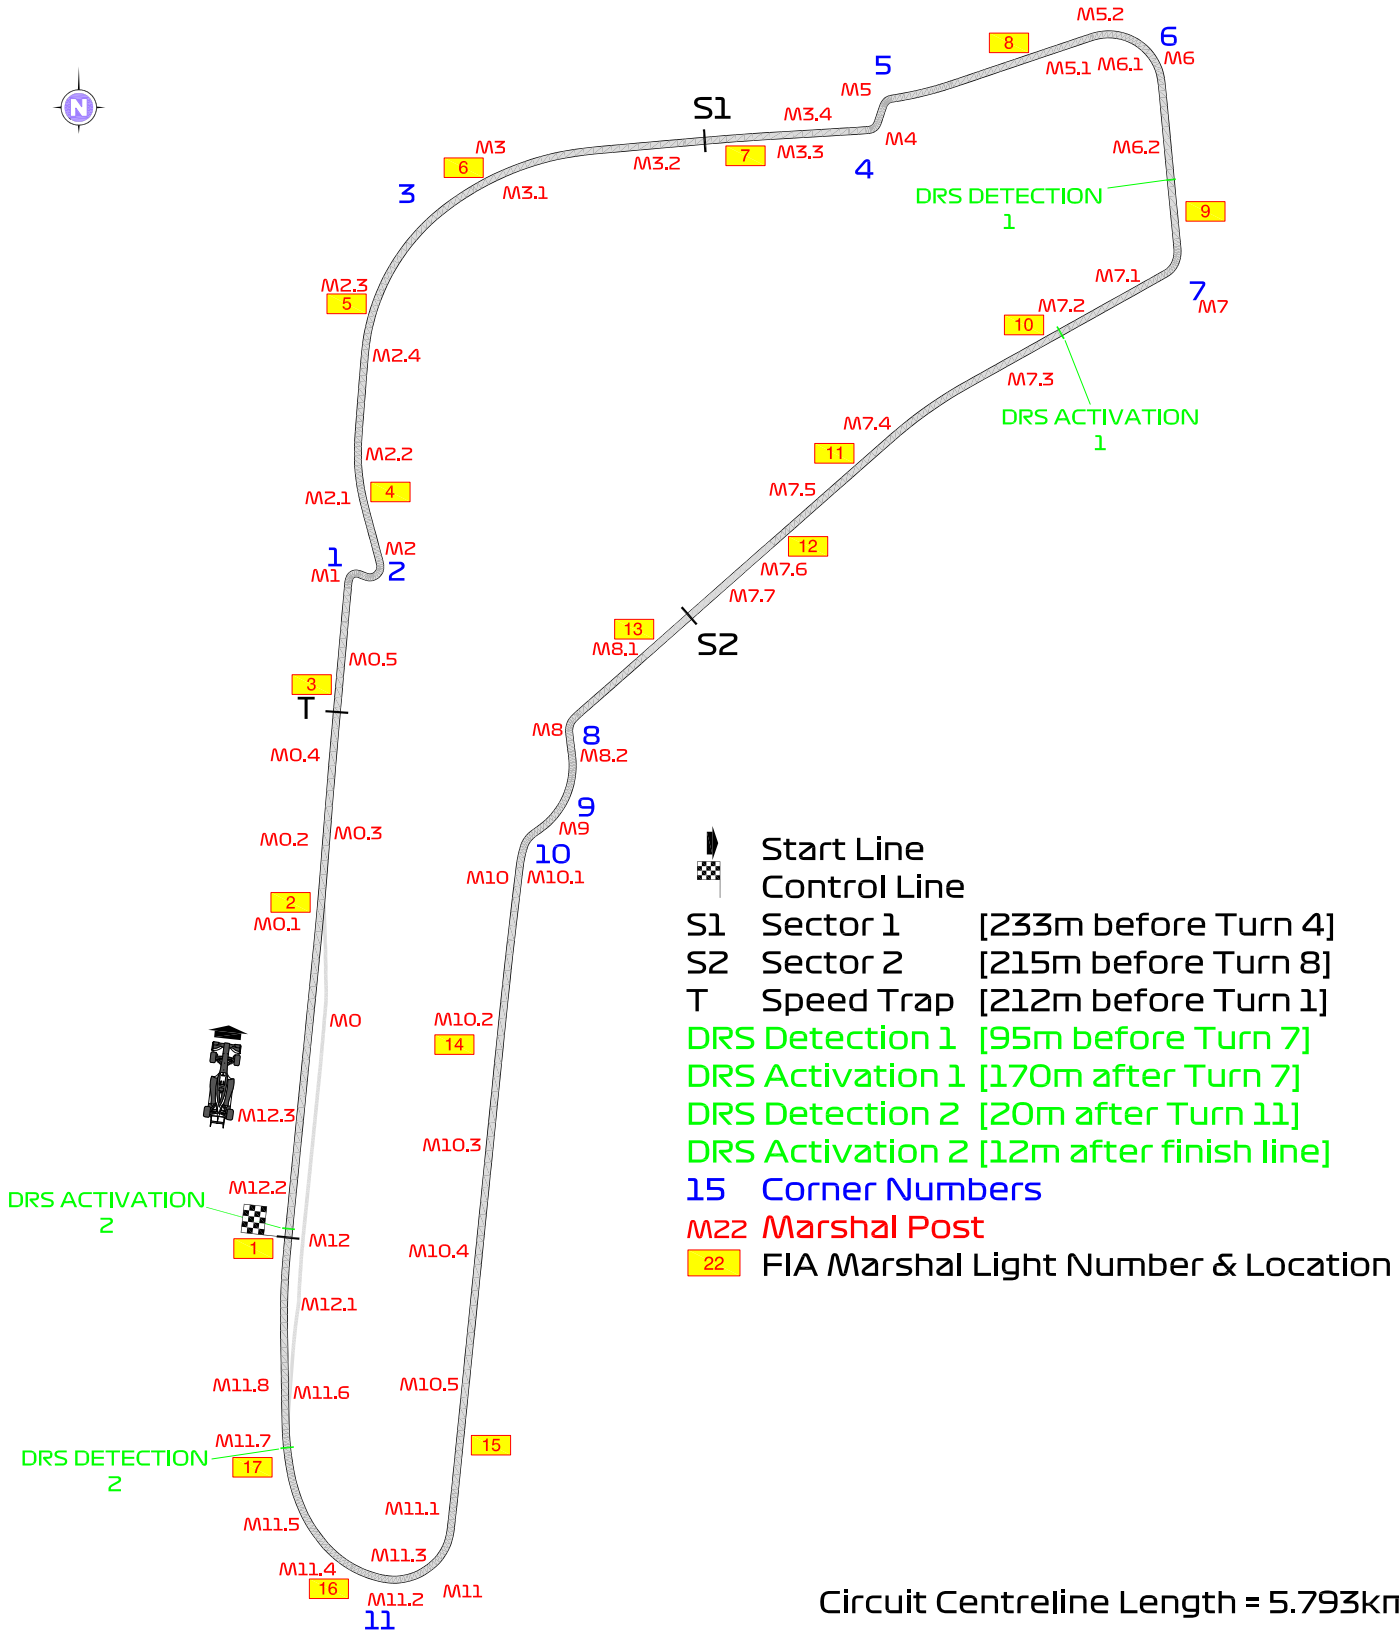 M5.2
6
8
5
M5.1
M6.1
M6
M5
N
S1
M3.4
M4
M3
M3.2
7
M3.3
M6.2
6
4
3
M3.1
DRS DETECTION
1
9
M2.3
5
M7.1
7
M7
M7.2
10
M2.4
M7.3
DRS ACTIVATION
1
M7.4
11
M2.2
M2.1
4
M7.5
12
1
M2
2
M1
M7.6
M7.7
13
S2
M8.1
M0.5
3
T
M8
8
M0.4
M8.2
9
M9
M0.2
M0.3
10
M10
M10.1
2
M0.1
Start Line
Control Line
S1 Sector 1 [233m before Turn 4]
S2 Sector 2 [215m before Turn 8]
T Speed Trap [212m before Turn 1]
DRS Detection 1 [95m before Turn 7]
DRS Activation 1 [170m after Turn 7]
DRS Detection 2 [20m after Turn 11]
DRS Activation 2 [12m after finish line]
15 Corner Numbers
M22 Marshal Post
22 FIA Marshal Light Number & Location
M0
M10.2
14
M12.3
M10.3
M12.2
DRS ACTIVATION
2
1
M12
M10.4
M12.1
M11.8
M11.6
M10.5
M11.7
15
DRS DETECTION
2
17
M11.1
M11.5
M11.3
M11.4
16
M11
M11.2
11
Circuit Centreline Length = 5.793km